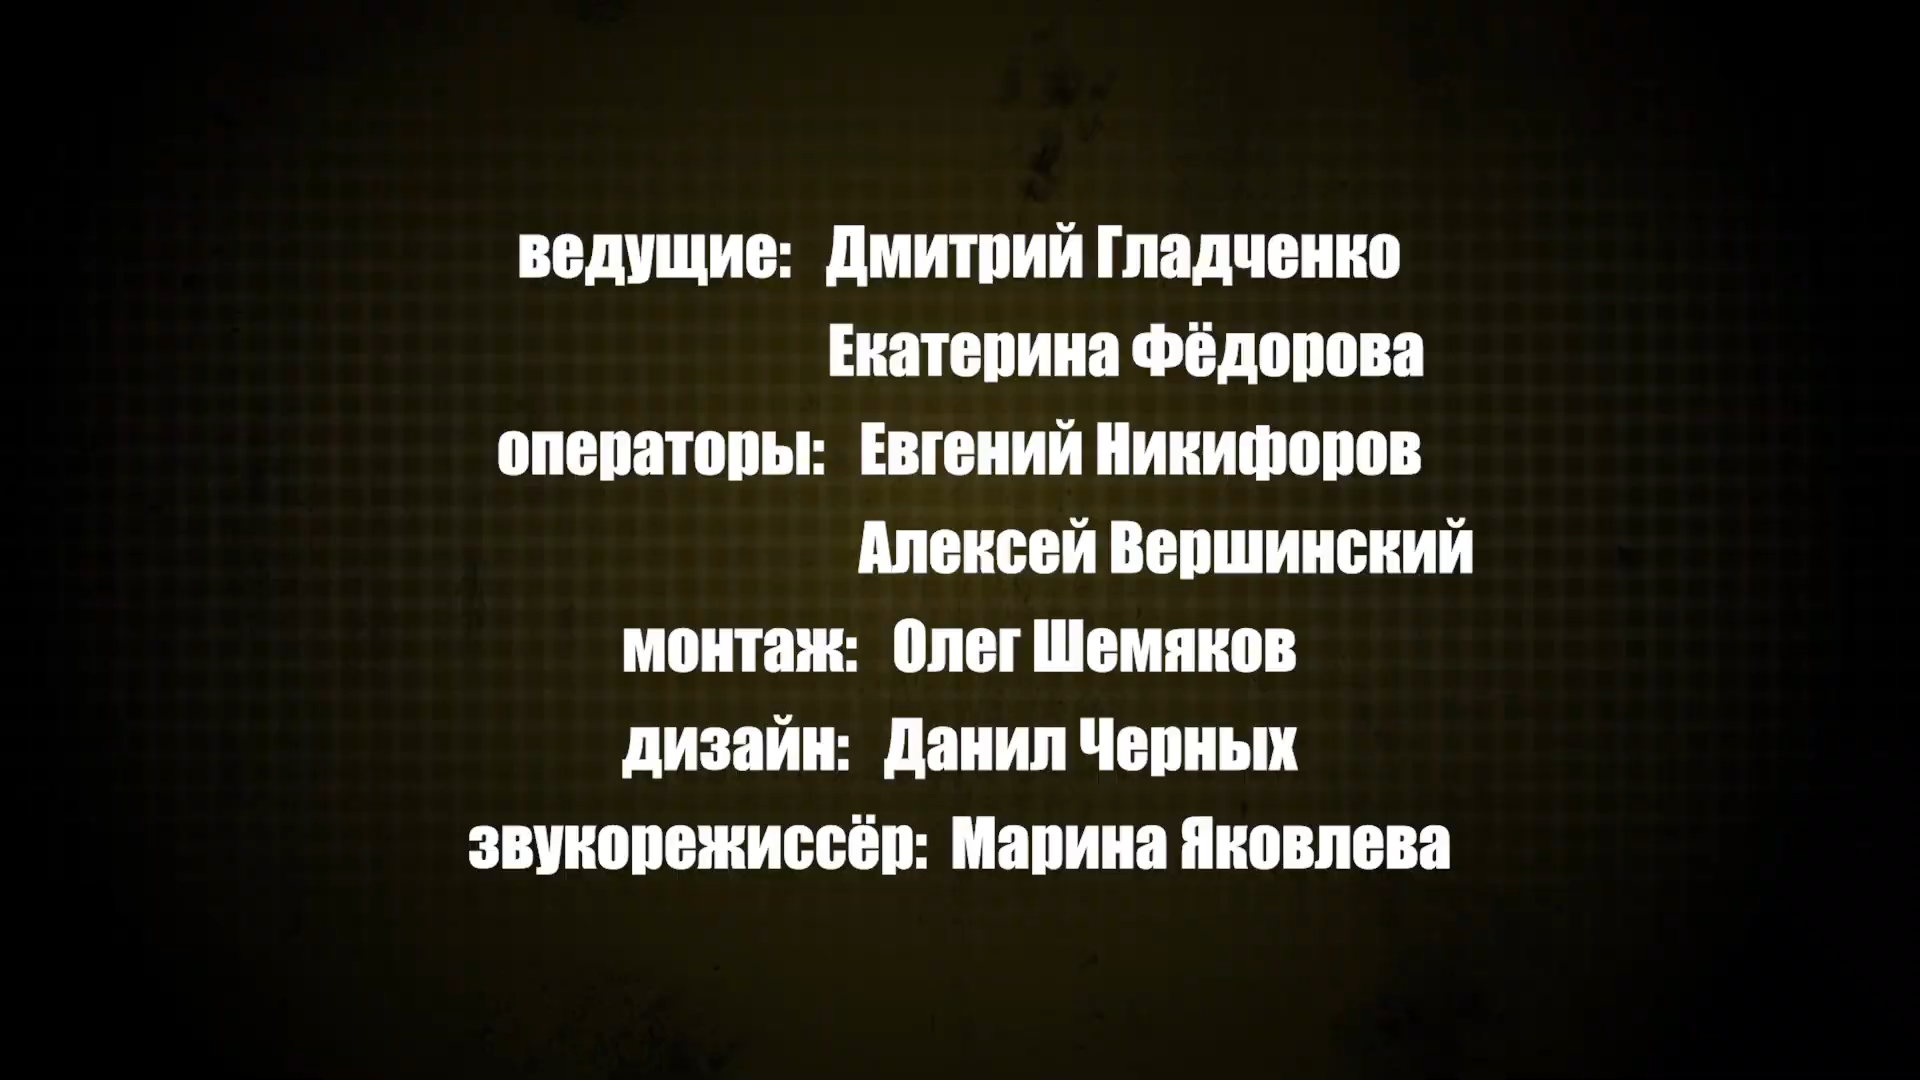 ведущие: Дмитрий Гладченко
Екатерина Фёдорова
операторы: Евгений Никифоров
Алексей Вершинский
монтаж: Олег Шемяков
дизайн: Данил Черных
звукорежиссёр: Марина Яковлева